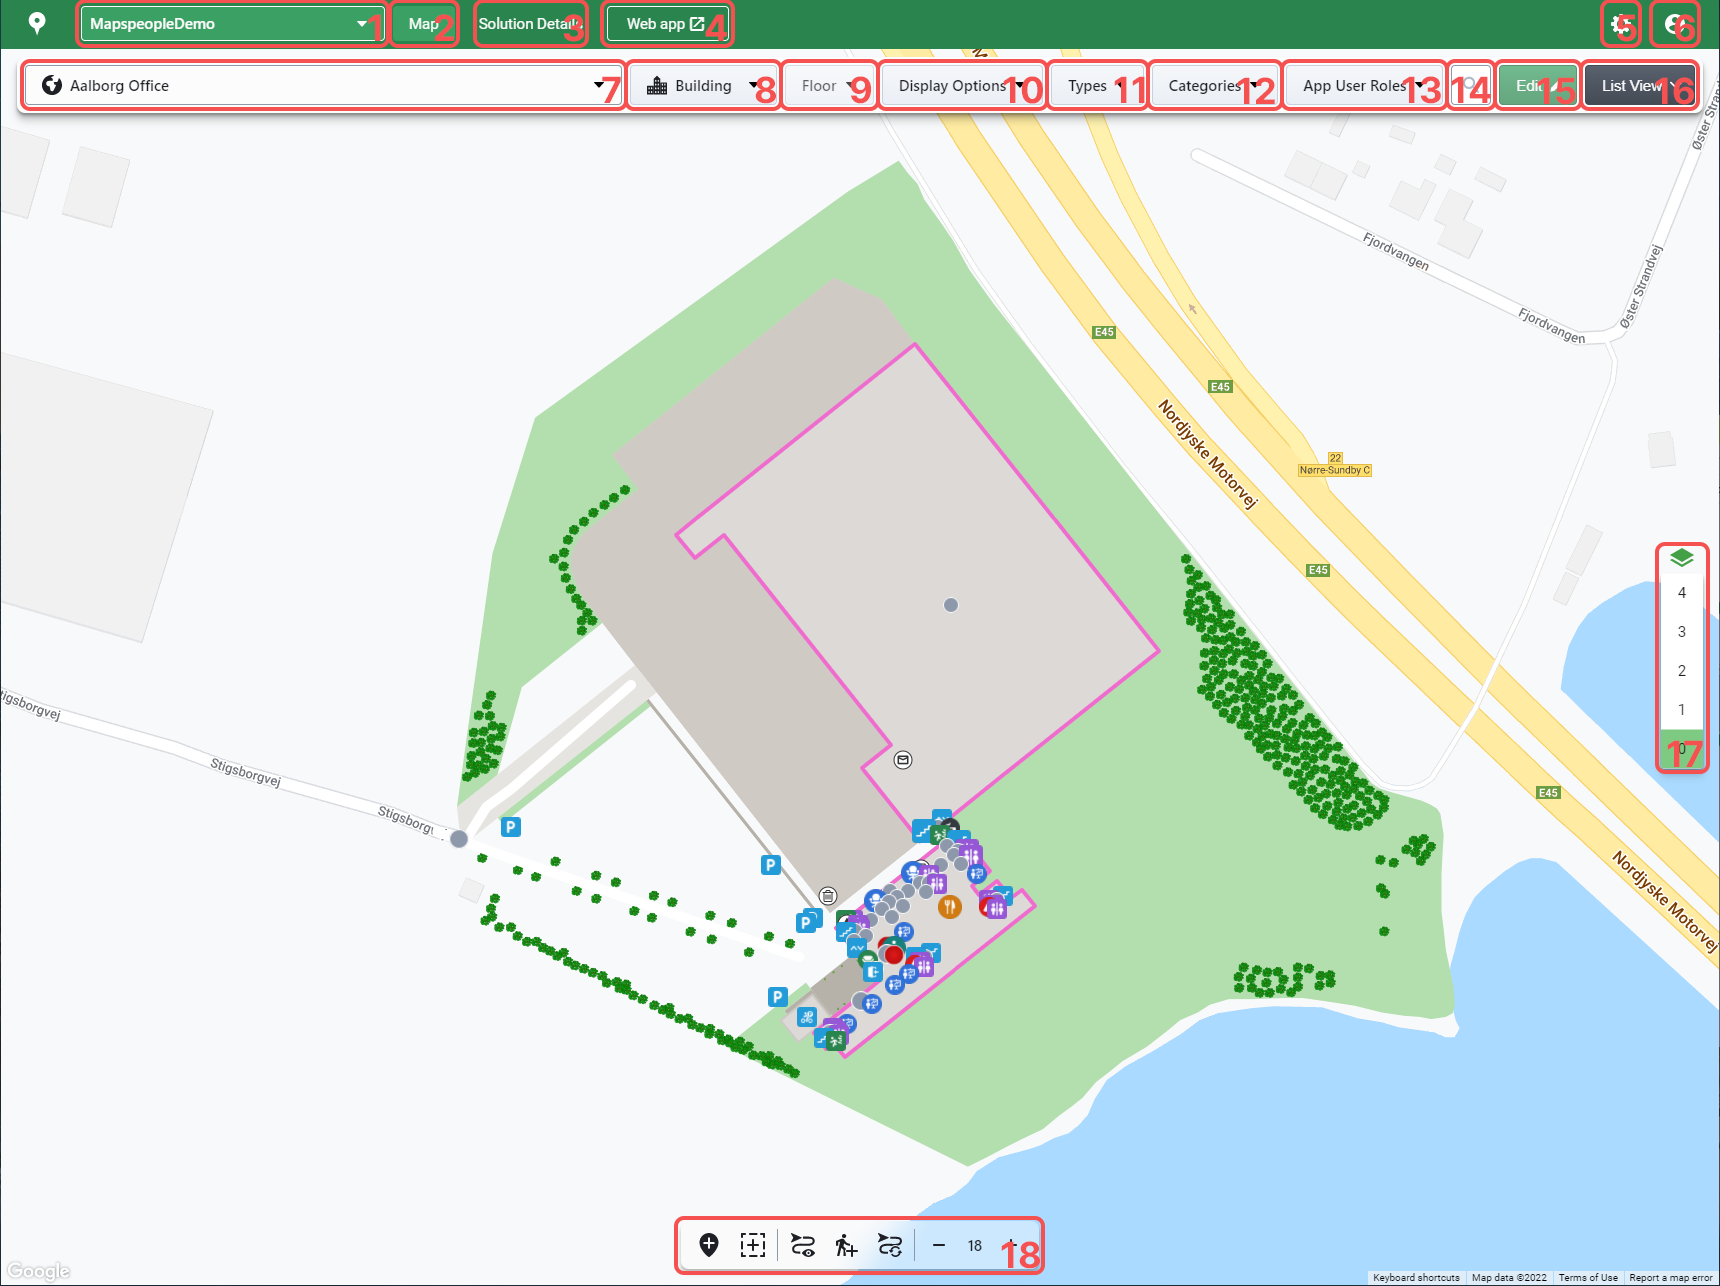 MapspeopleDemo 1
Map 2
Solution Details 3
Web app 4
5
6
Aalborg Office 7
Building 8
Floor 9
Display Options 10
Types 11
Categories 12
App User Roles 13
14
Edit 15
List View 16
Øster Strandvej
Fjordvangen
Øster Strandvej
Fjordvangen
E45
E45
Nordjyske Motorvej
22
Nørre-Sundby C
E45
4
3
2
1
0
17
Stigsborgvej
Stigsborgvej
E45
P
P
P
P
Nordjyske Motorvej
18
18
Google
Keyboard shortcuts
Map data ©2022
Terms of Use
Report a map error